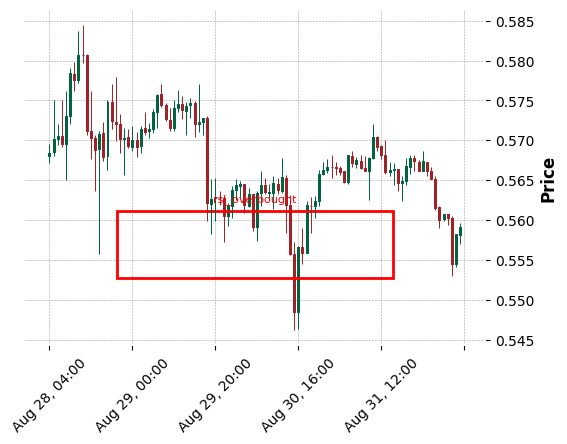 0.585
0.580
0.575
0.570
0.565
0.560
0.555
0.550
0.545
Price
rsi_overbought
Aug 28, 04:00
Aug 29, 00:00
Aug 29, 20:00
Aug 30, 16:00
Aug 31, 12:00